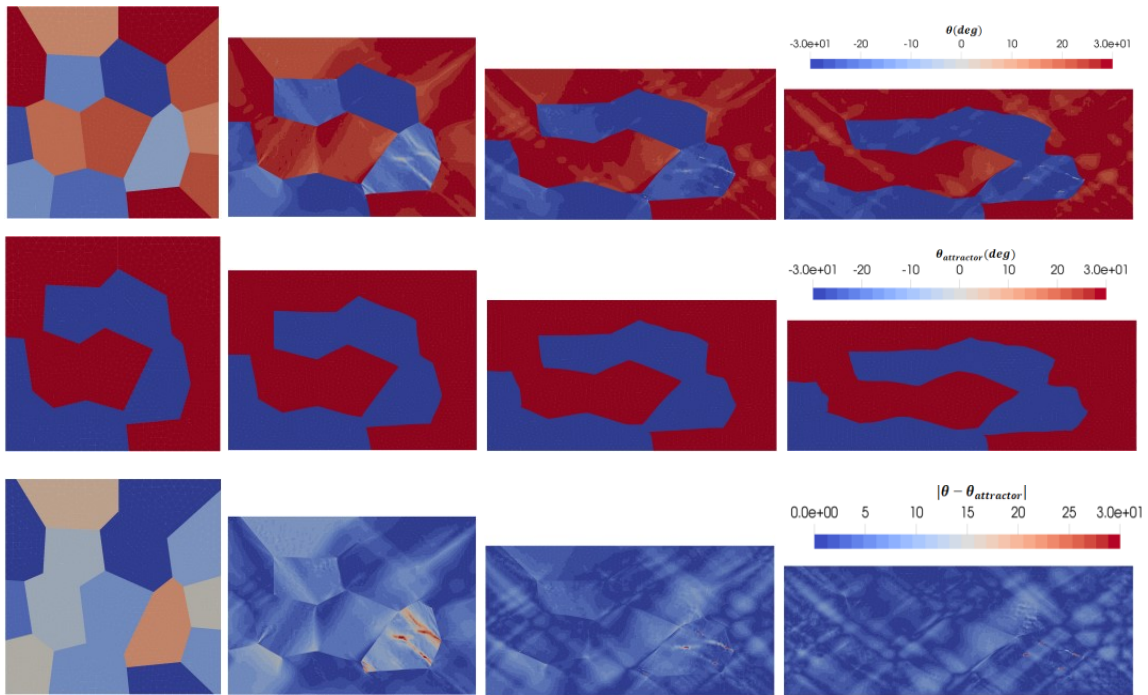 θ(deg)
-3.0e+01 -20 -10 0 10 20 3.0e+01
θattractor(deg)
-3.0e+01 -20 -10 0 10 20 3.0e+01
|θ − θattractor|
0.0e+00 5 10 15 20 25 3.0e+01